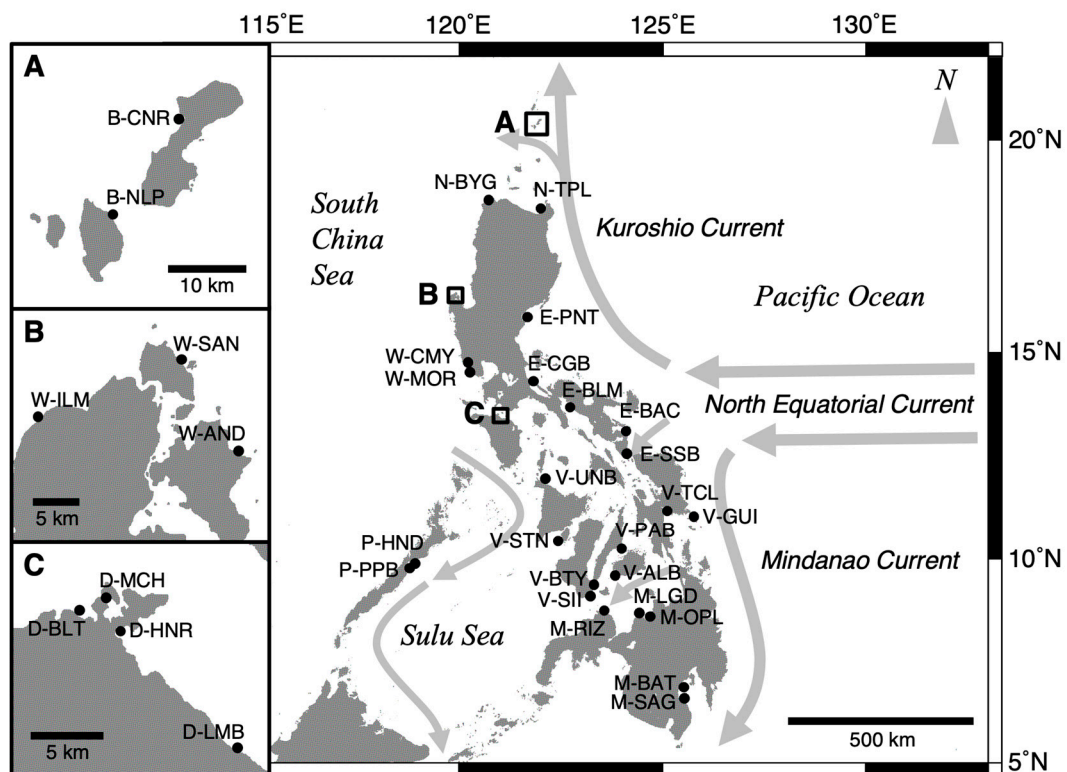 115˚E 120˚E 125˚E 130˚E
A
B-CNR
B-NLP
10 km
B
W-SAN
W-ILM
W-AND
5 km
C
D-MCH
D-BLT
D-HNR
D-LMB
5 km
N
A
20˚N
N-BYG
N-TPL
South
China
Sea
Kuroshio Current
B
Pacific Ocean
E-PNT
15˚N
W-CMY
W-MOR
E-CGB
E-BLM
C
E-BAC
North Equatorial Current
E-SSB
V-UNB
V-TCL
V-GUI
V-PAB
V-STN
10˚N
P-HND
P-PPB
Mindanao Current
V-BTY
V-ALB
V-SII
M-LGD
M-OPL
M-RIZ
Sulu Sea
M-BAT
M-SAG
500 km
5˚N